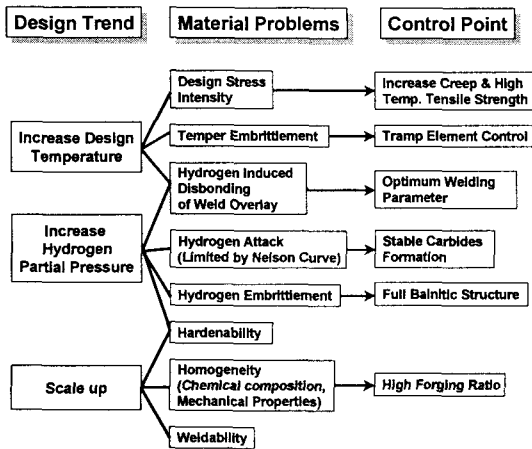 Design Trend
Material Problems
Control Point
Design Stress
Intensity
Increase Creep & High
Temp. Tensile Strength
Increase Design
Temperature
Temper Embrittlement
Tramp Element Control
Hydrogen Induced
Disbonding
of Weld Overlay
Optimum Welding
Parameter
Increase
Hydrogen
Partial Pressure
Hydrogen Attack
(Limited by Nelson Curve)
Stable Carbides
Formation
Hydrogen Embrittlement
Full Bainitic Structure
Hardenability
Scale up
Homogeneity
(Chemical composition,
Mechanical Properties)
High Forging Ratio
Weldability